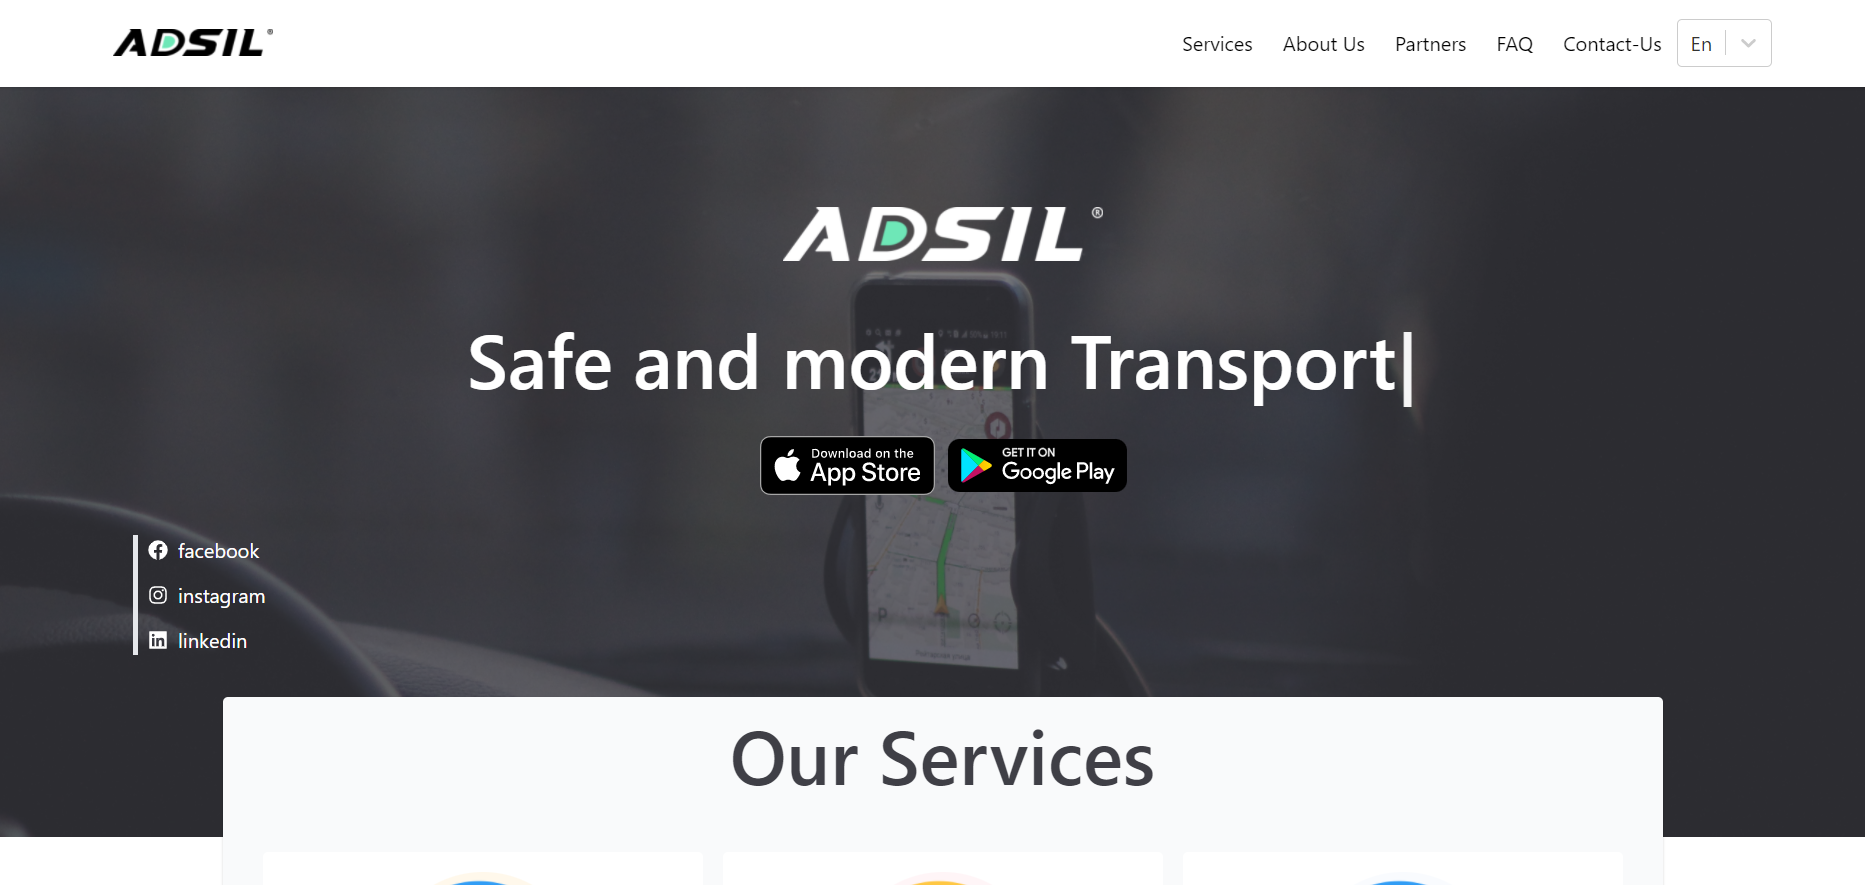 ADSIL®
Services About Us Partners FAQ Contact-Us En
ADSIL®
Safe and modern Transport
Download on the
App Store
GET IT ON
Google Play
facebook
instagram
linkedin
Our Services